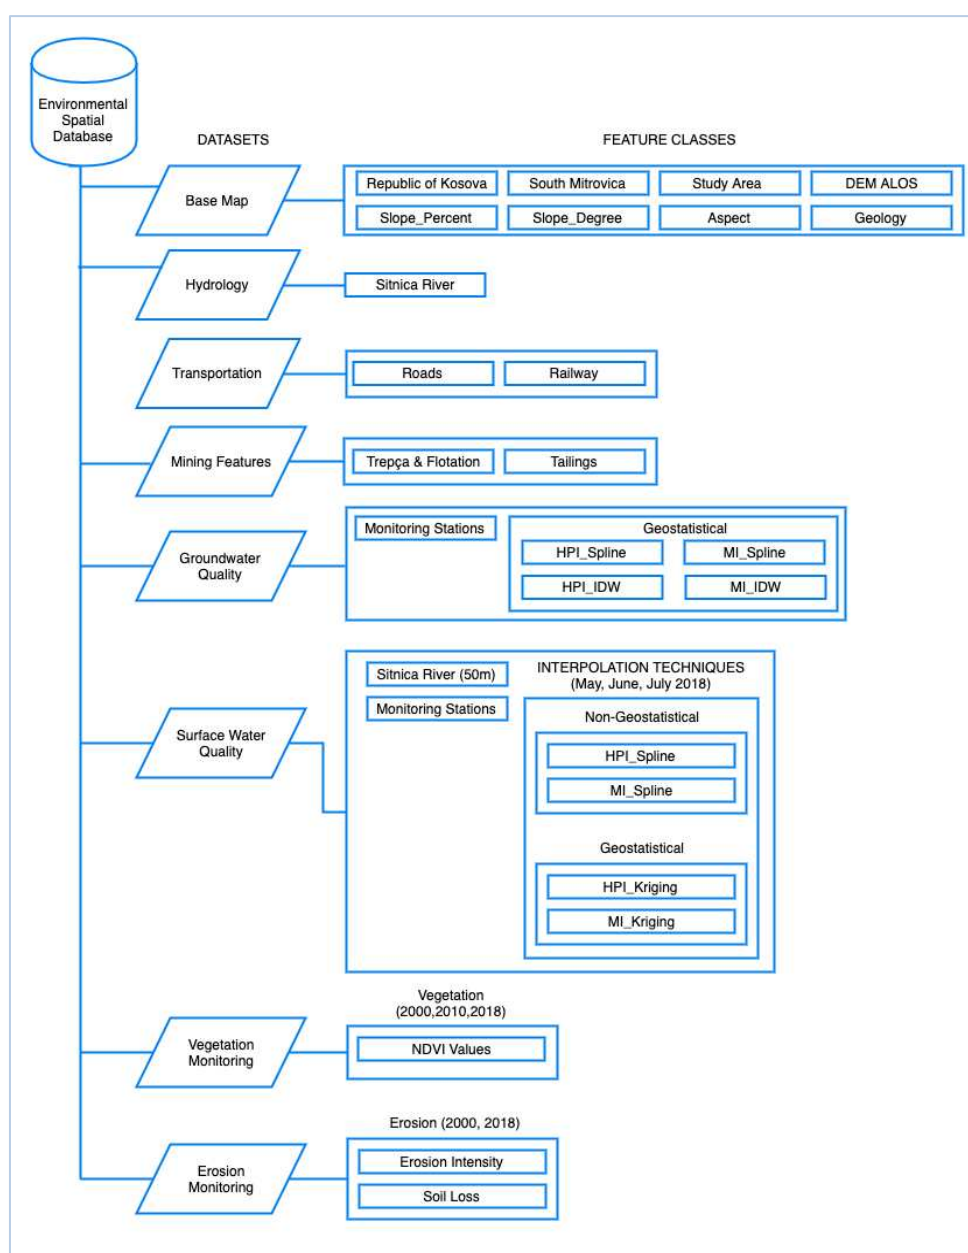 Environmental
Spatial
Database
DATASETS
FEATURE CLASSES
Base Map
Republic of Kosova
South Mitrovica
Study Area
DEM ALOS
Slope_Percent
Slope_Degree
Aspect
Geology
Hydrology
Sitnica River
Transportation
Roads
Railway
Mining Features
Trepça & Flotation
Tailings
Groundwater
Quality
Monitoring Stations
Geostatistical
HPI_Spline
MI_Spline
HPI_IDW
MI_IDW
Surface Water
Quality
Sitnica River (50m)
Monitoring Stations
INTERPOLATION TECHNIQUES
(May, June, July 2018)
Non-Geostatistical
HPI_Spline
MI_Spline
Geostatistical
HPI_Kriging
MI_Kriging
Vegetation
Monitoring
Vegetation
(2000,2010,2018)
NDVI Values
Erosion
Monitoring
Erosion (2000, 2018)
Erosion Intensity
Soil Loss